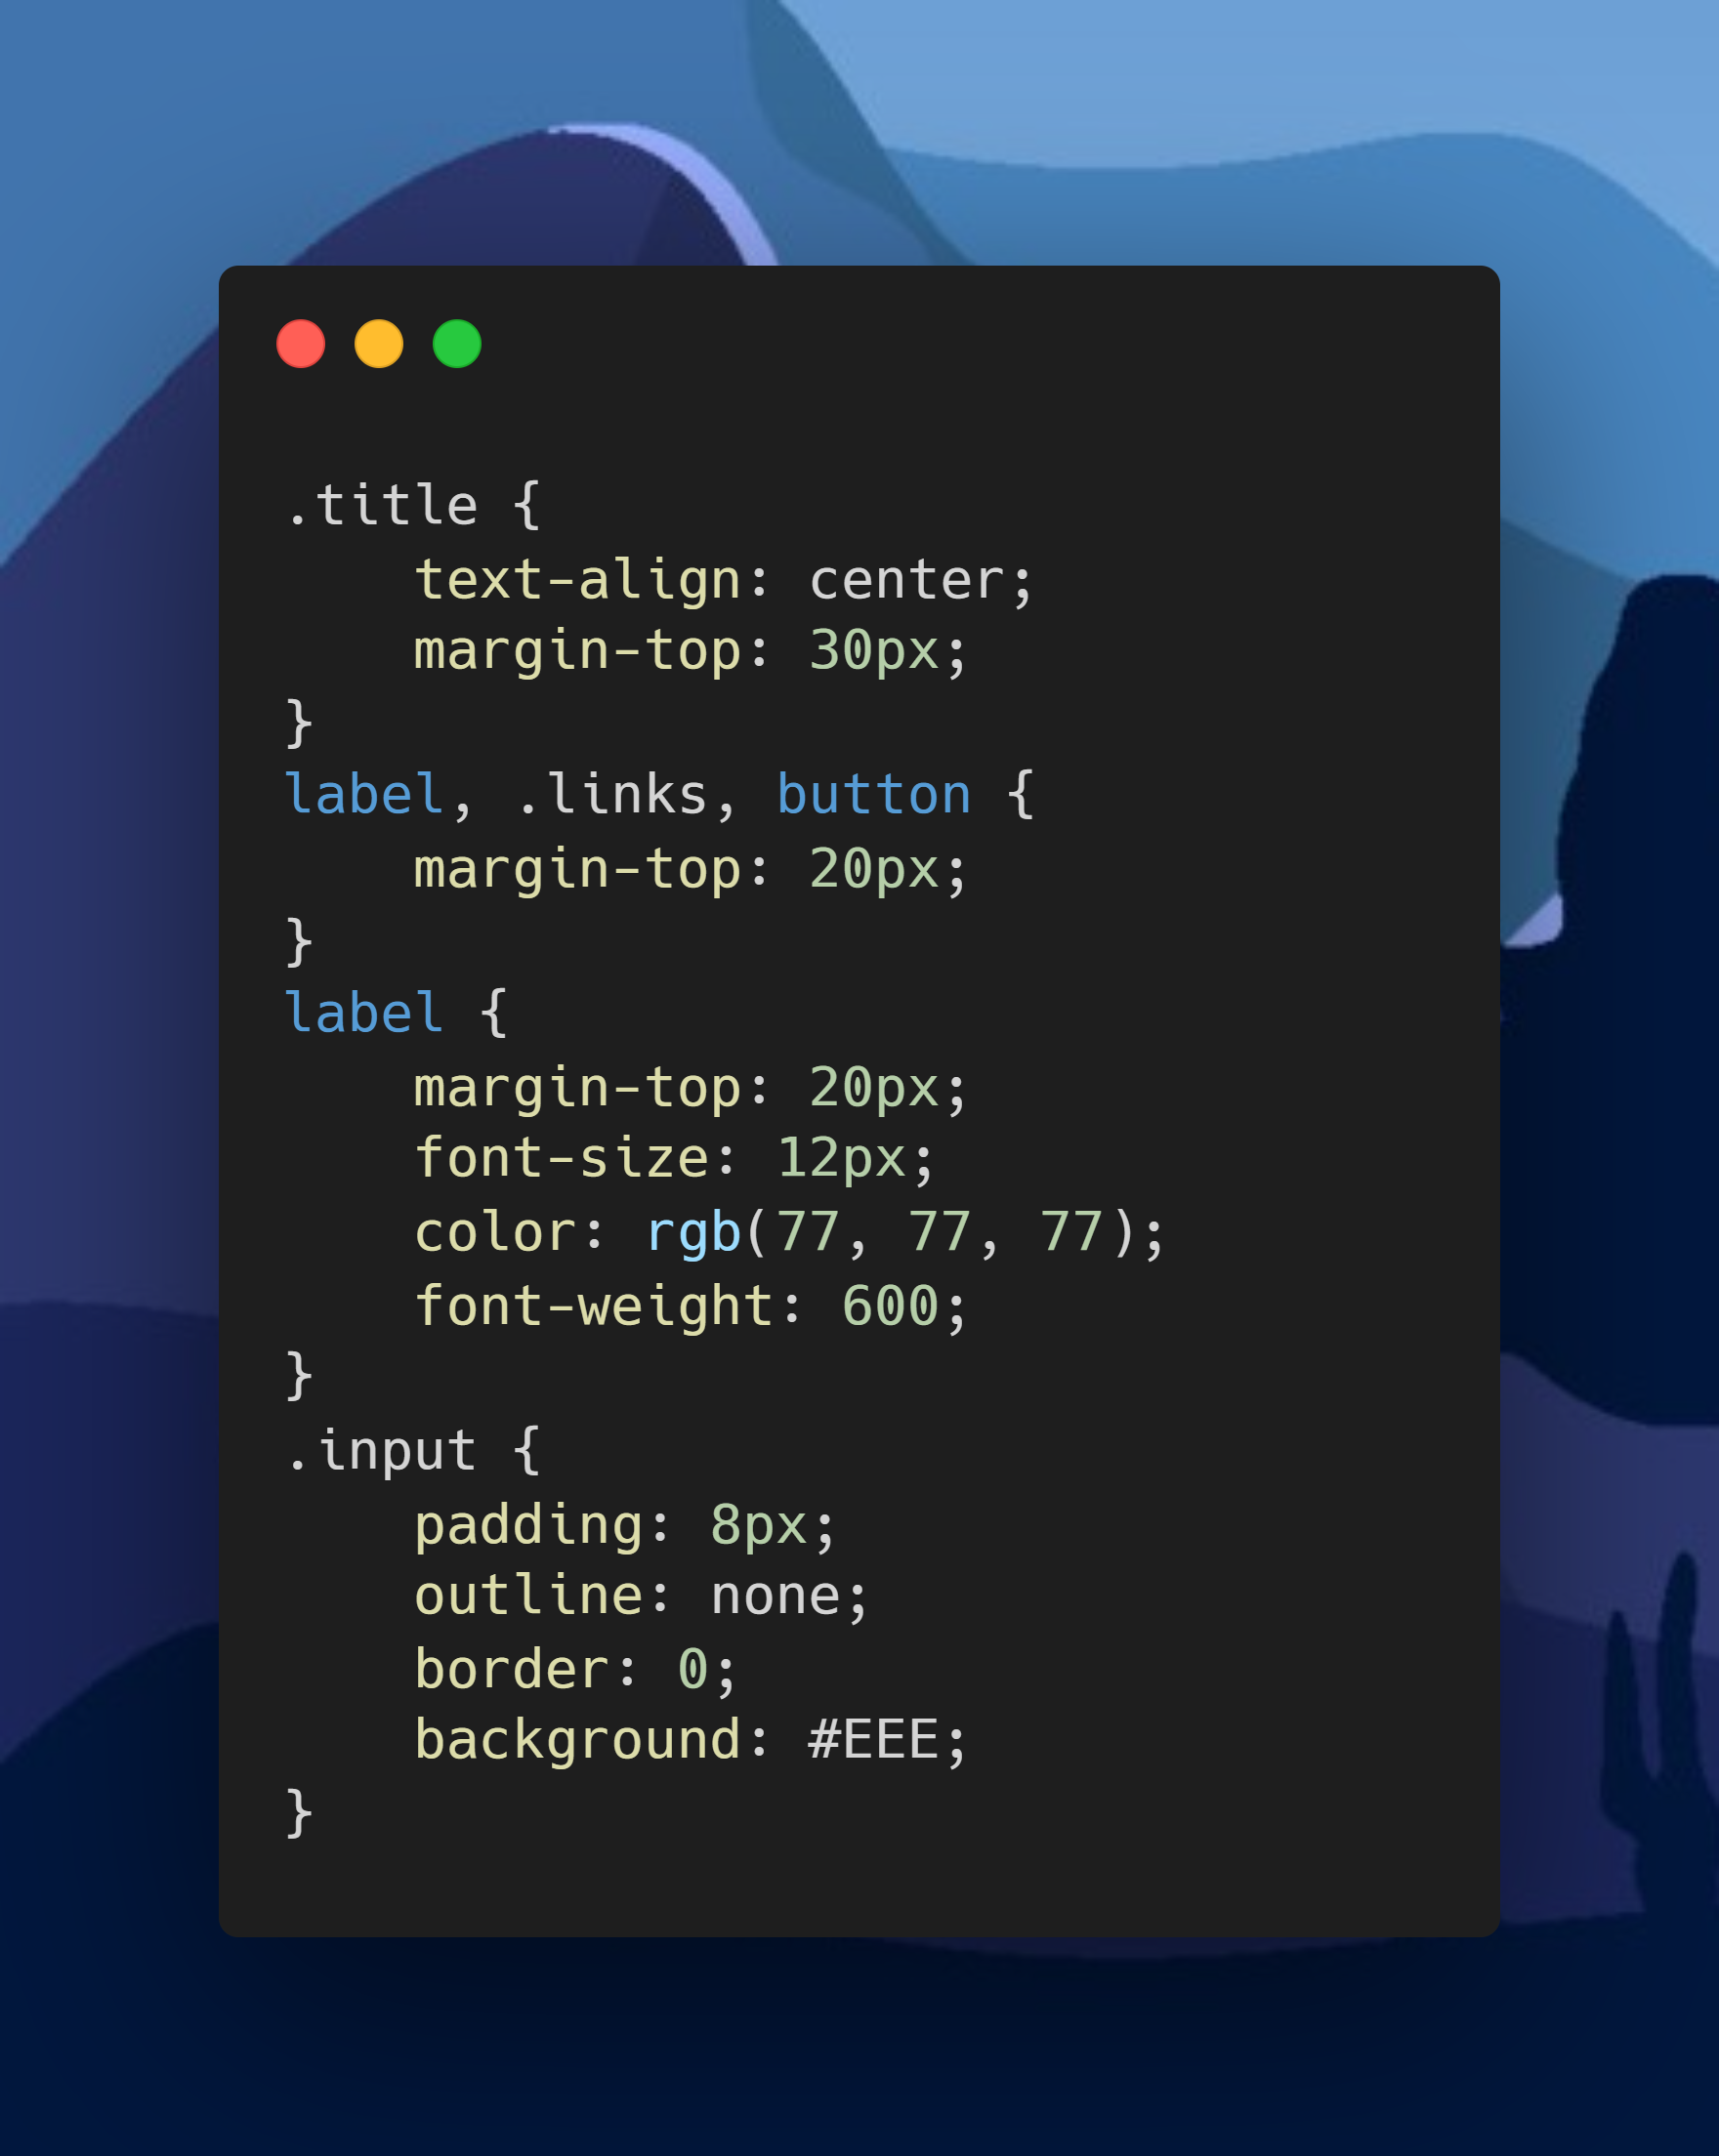 .title {
    text-align: center;
    margin-top: 30px;
}
label, .links, button {
    margin-top: 20px;
}
label {
    margin-top: 20px;
    font-size: 12px;
    color: rgb(77, 77, 77);
    font-weight: 600;
}
.input {
    padding: 8px;
    outline: none;
    border: 0;
    background: #EEE;
}